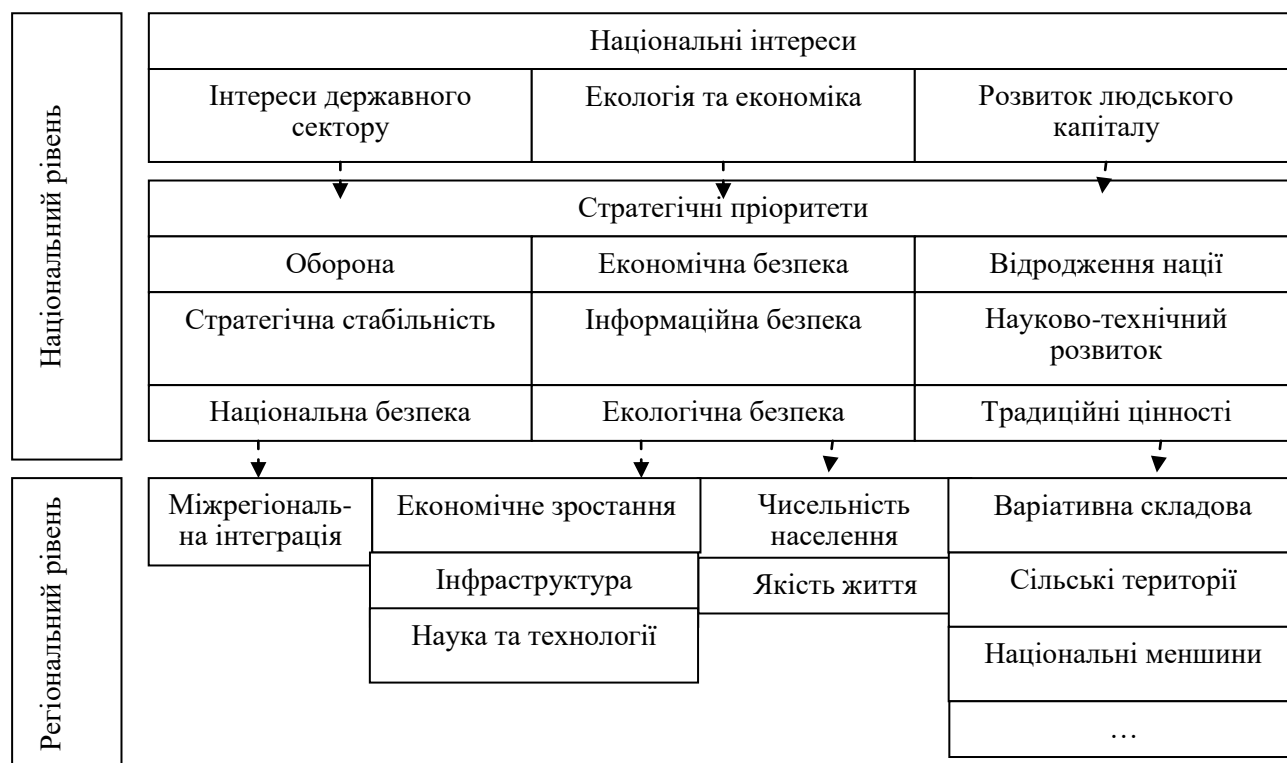 Національний рівень
Національні інтереси
Інтереси державного
сектору
Екологія та економіка
Розвиток людського
капіталу
Стратегічні пріоритети
Оборона
Економічна безпека
Відродження нації
Стратегічна стабільність
Інформаційна безпека
Науково-технічний
розвиток
Національна безпека
Екологічна безпека
Традиційні цінності
Регіональний рівень
Міжрегіональ-
на інтеграція
Економічне зростання
Чисельність
населення
Варіативна складова
Інфраструктура
Якість життя
Сільські території
Наука та технології
Національні меншини
…